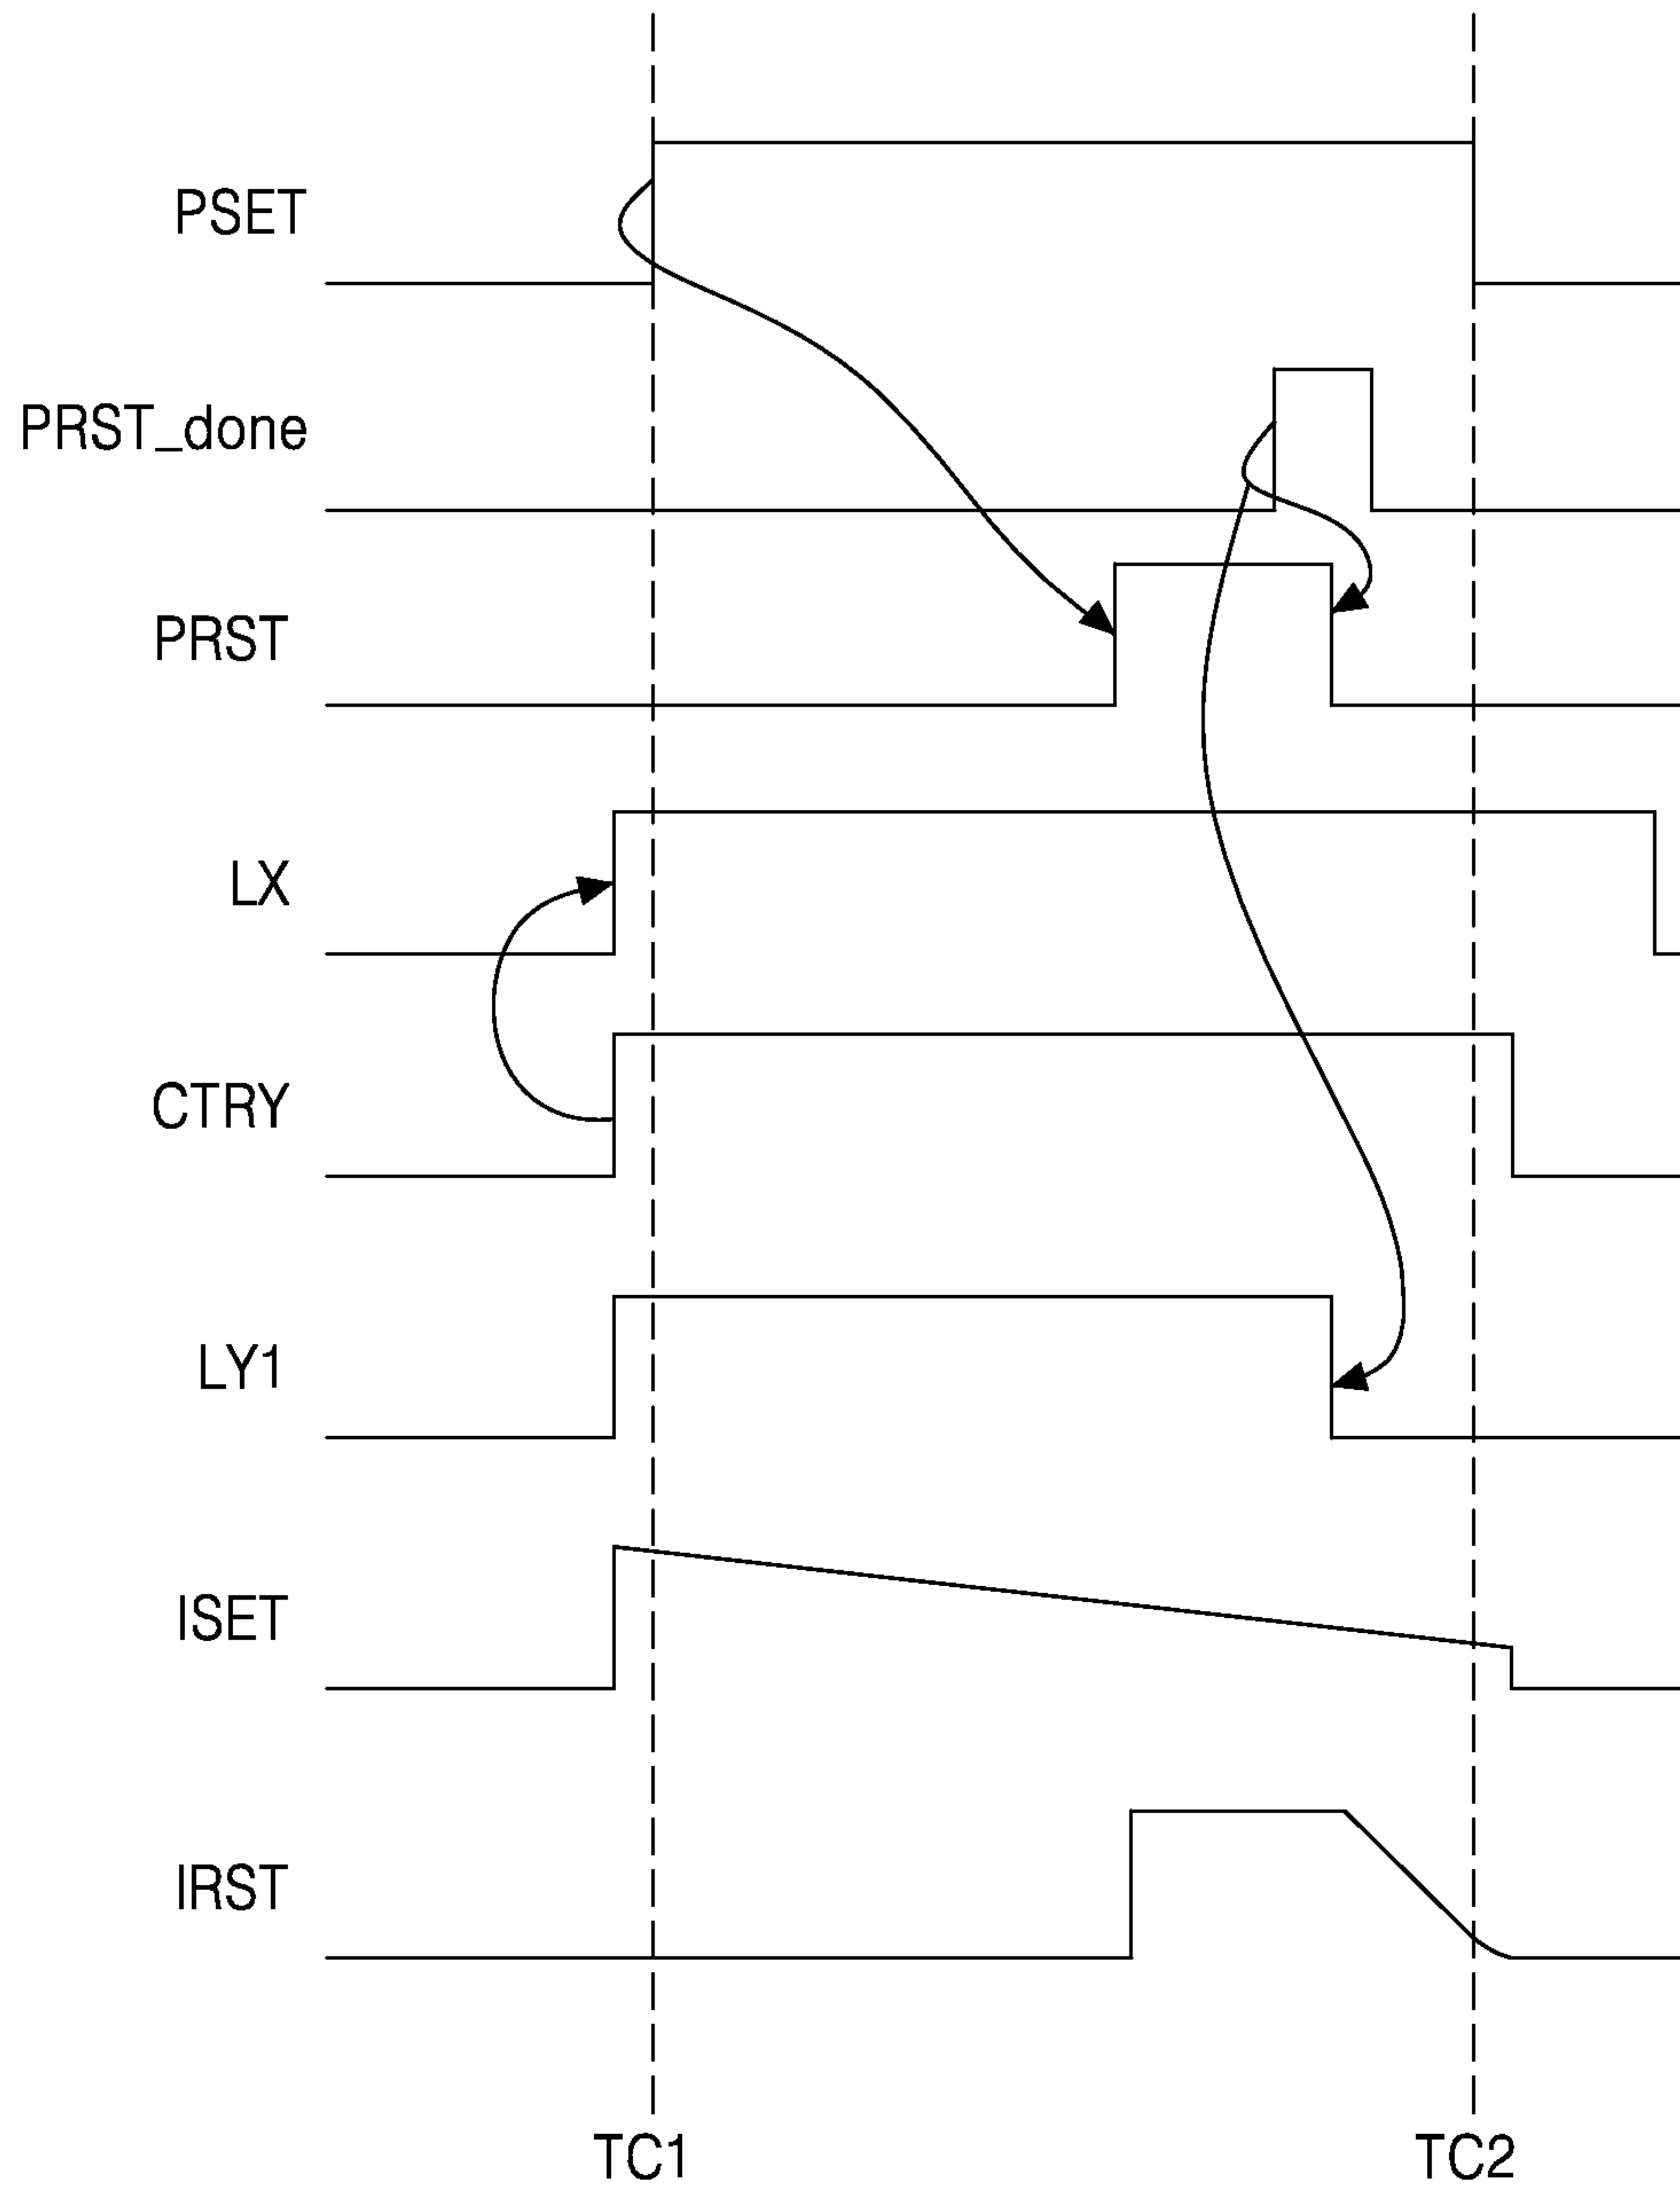 PSET
PRST_done
PRST
LX
CTRY
LY1
ISET
IRST
TC1 TC2